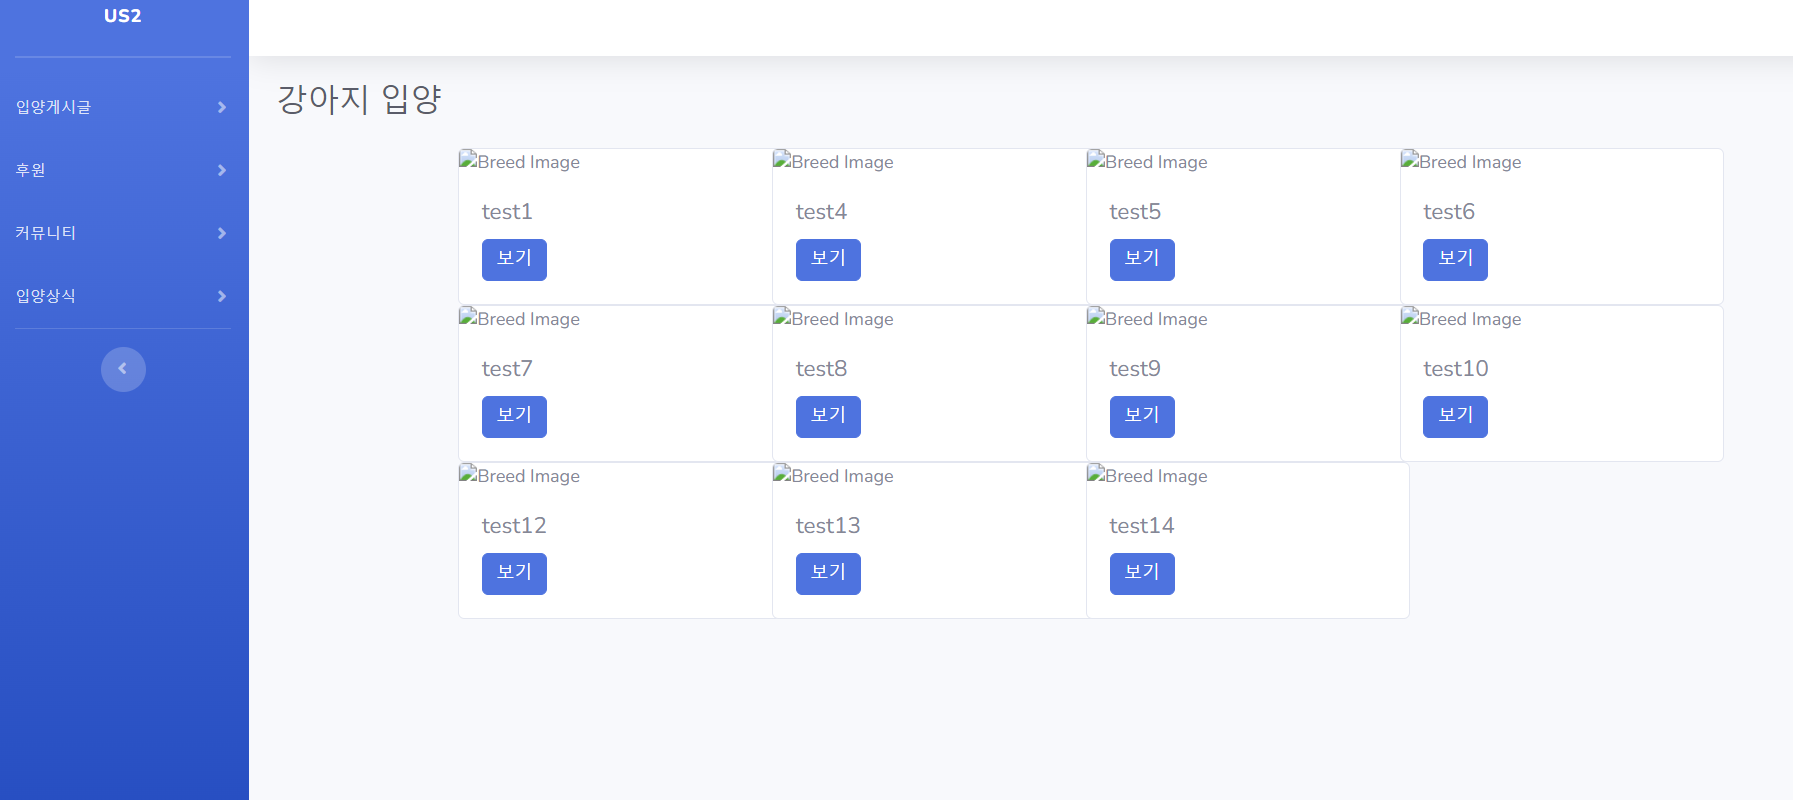 US2
입양게시글
후원
커뮤니티
입양상식
강아지 입양
Breed Image Breed Image Breed Image Breed Image
test1 test4 test5 test6
보기 보기 보기 보기
Breed Image Breed Image Breed Image Breed Image
test7 test8 test9 test10
보기 보기 보기 보기
Breed Image Breed Image Breed Image
test12 test13 test14
보기 보기 보기